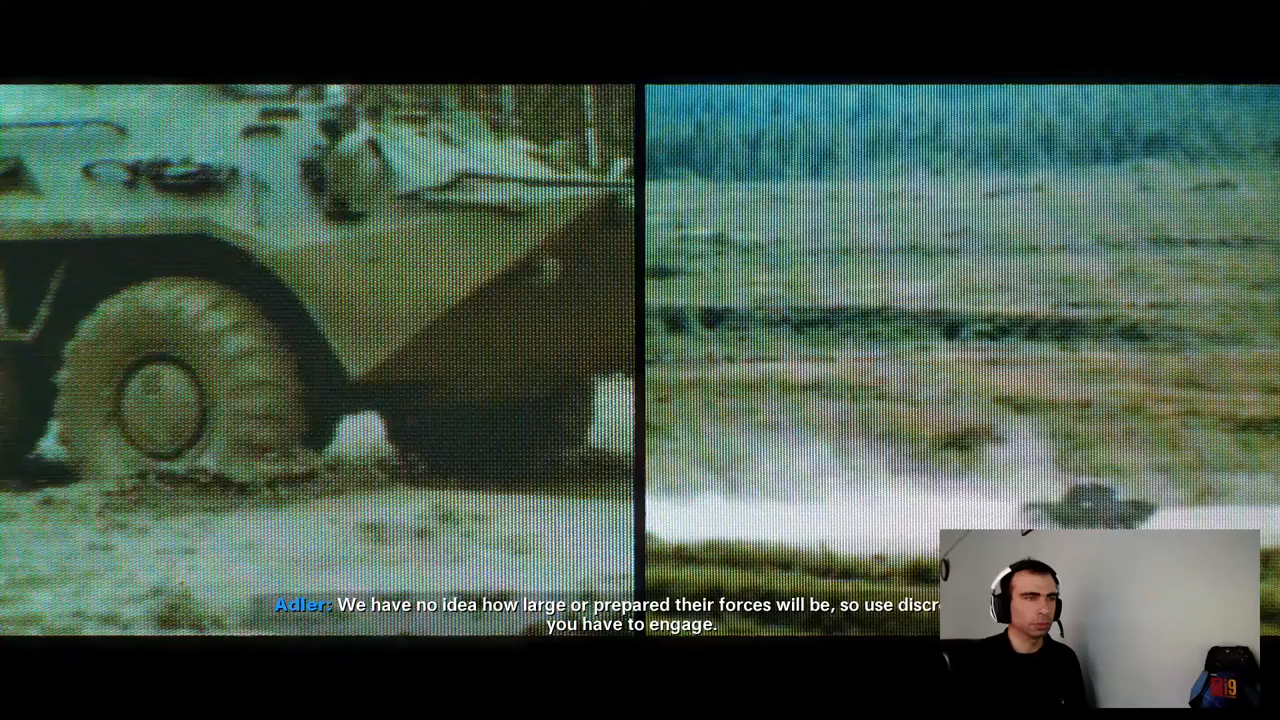 Adler: We have no idea how large or prepared their forces will be, so use
you have to engage.
i9